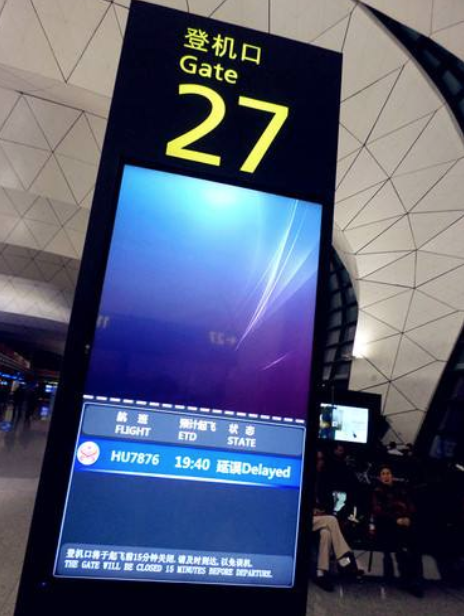 登机口
Gate
27
航 班 预计起飞 状 态
FLIGHT ETD STATE
HU7876 19:40 延误Delayed
登机口将于起飞前15分钟关闭,请及时到达,以免误机.
THE GATE WILL BE CLOSED 15 MINUTES BEFORE DEPARTURE.